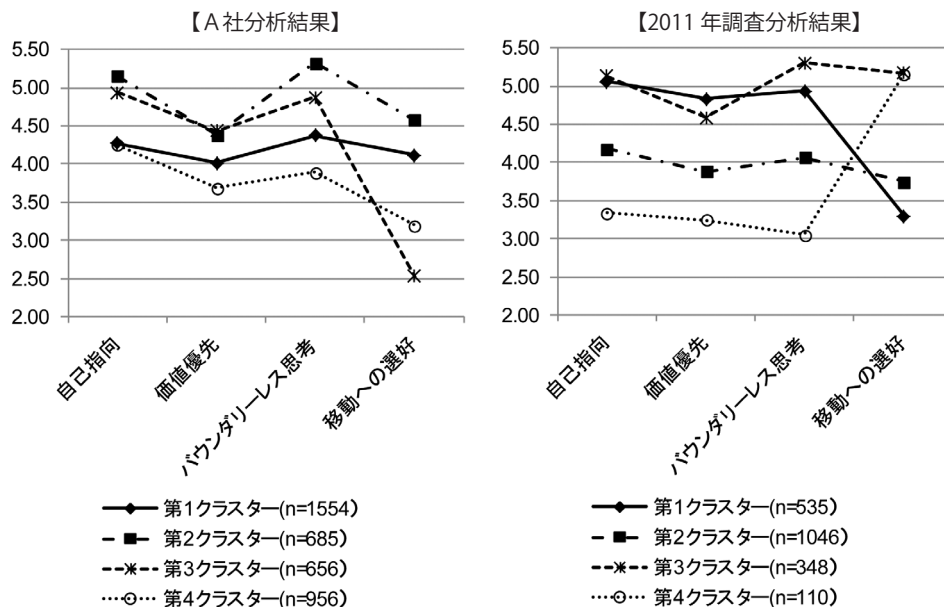 【A社分析結果】
5.50
5.00
4.50
4.00
3.50
3.00
2.50
2.00
自己指向
価値優先
バウンダリーレス思考
移動への選好
第1クラスター(n=1554)
第2クラスター(n=685)
第3クラスター(n=656)
第4クラスター(n=956)
【2011年調査分析結果】
5.50
5.00
4.50
4.00
3.50
3.00
2.50
2.00
自己指向
価値優先
バウンダリーレス思考
移動への選好
第1クラスター(n=535)
第2クラスター(n=1046)
第3クラスター(n=348)
第4クラスター(n=110)